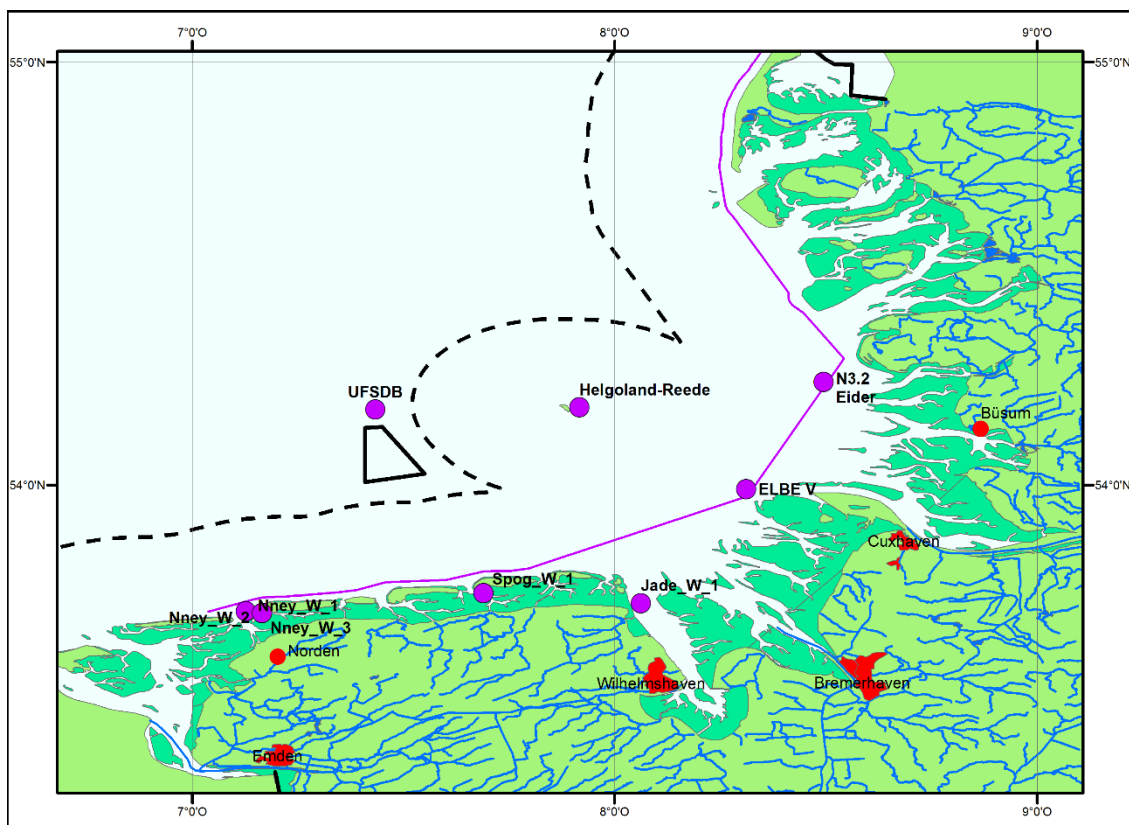 7°0'O
8°0'O
9°0'O
55°0'N
55°0'N
UFSDB
Helgoland-Reede
N3.2
Eider
Büsum
54°0'N
ELBE V
54°0'N
Cuxhaven
Spog_W_1
Jade_W_1
Nney_W_2
Nney_W_1
Nney_W_3
Norden
Wilhelmshaven
Bremerhaven
Emden
7°0'O
8°0'O
9°0'O